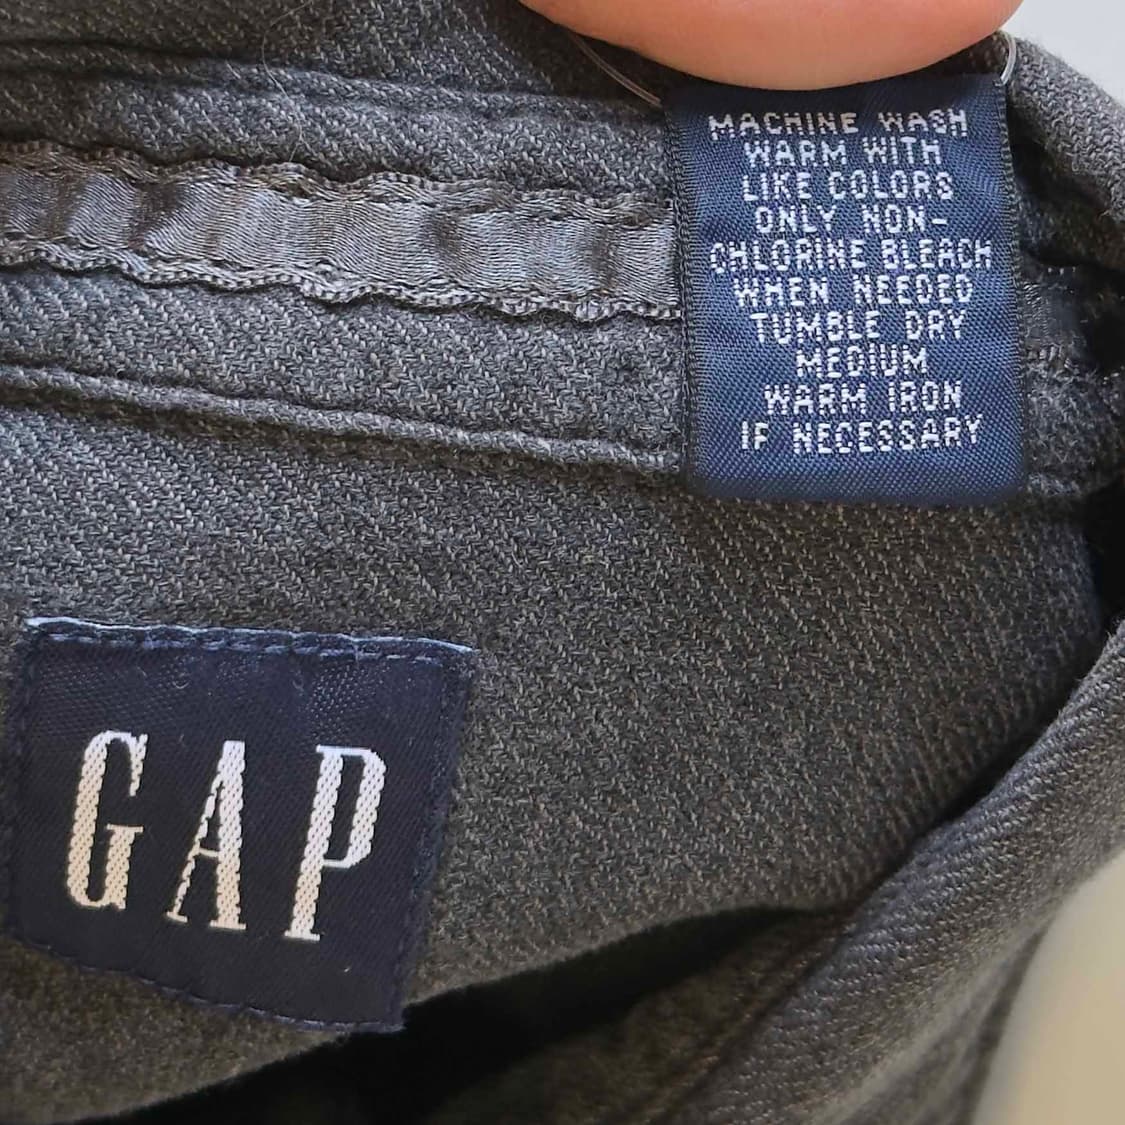 MACHINE WASH
WARM WITH
LIKE COLORS
ONLY NON-
CHLORINE BLEACH
WHEN NEEDED
TUMBLE DRY
MEDIUM
WARM IRON
IF NECESSARY
GAP